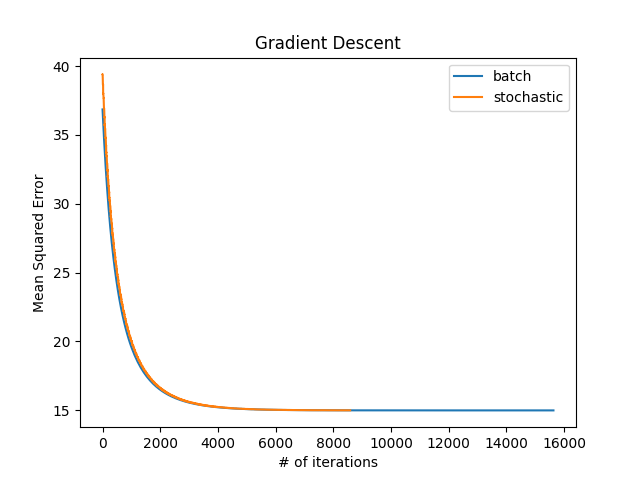 Gradient Descent
batch
stochastic
Mean Squared Error
40
35
30
25
20
15
0 2000 4000 6000 8000 10000 12000 14000 16000
# of iterations